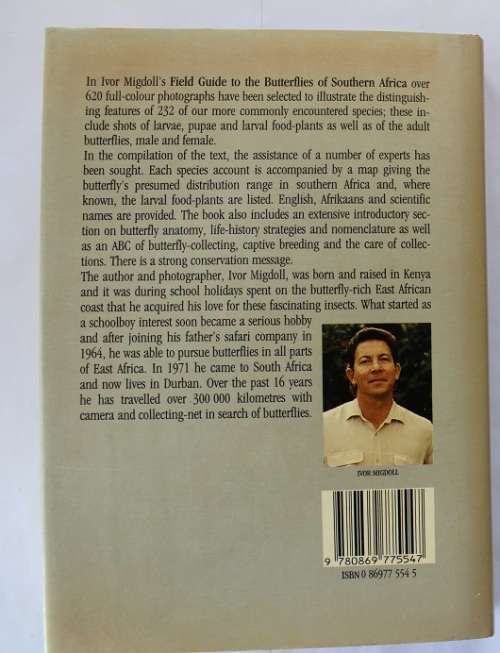 In Ivor Migdoll's Field Guide to the Butterflies of Southern Africa over
620 full-colour photographs have been selected to illustrate the distinguish-
ing features of 232 of our more commonly encountered species; these in-
clude shots of larvae, pupae and larval food-plants as well as of the adult
butterflies, male and female.
In the compilation of the text, the assistance of a number of experts has
been sought. Each species account is accompanied by a map giving the
butterfly's presumed distribution range in southern Africa and, where
known, the larval food-plants are listed. English, Afrikaans and scientific
names are provided. The book also includes an extensive introductory sec-
tion on butterfly anatomy, life-history strategies and nomenclature as well
as an ABC of butterfly-collecting, captive breeding and the care of collec-
tions. There is a strong conservation message.
The author and photographer, Ivor Migdoll, was born and raised in Kenya
and it was during school holidays spent on the butterfly-rich East African
coast that he acquired his love for these fascinating insects. What started as
a schoolboy interest soon became a serious hobby
and after joining his father's safari company in
1964, he was able to pursue butterflies in all parts
of East Africa. In 1971 he came to South Africa
and now lives in Durban. Over the past 16 years
he has travelled over 300 000 kilometres with
camera and collecting-net in search of butterflies.
IVOR MIGDOLL
9 780869 775547
ISBN 0 86977 554 5